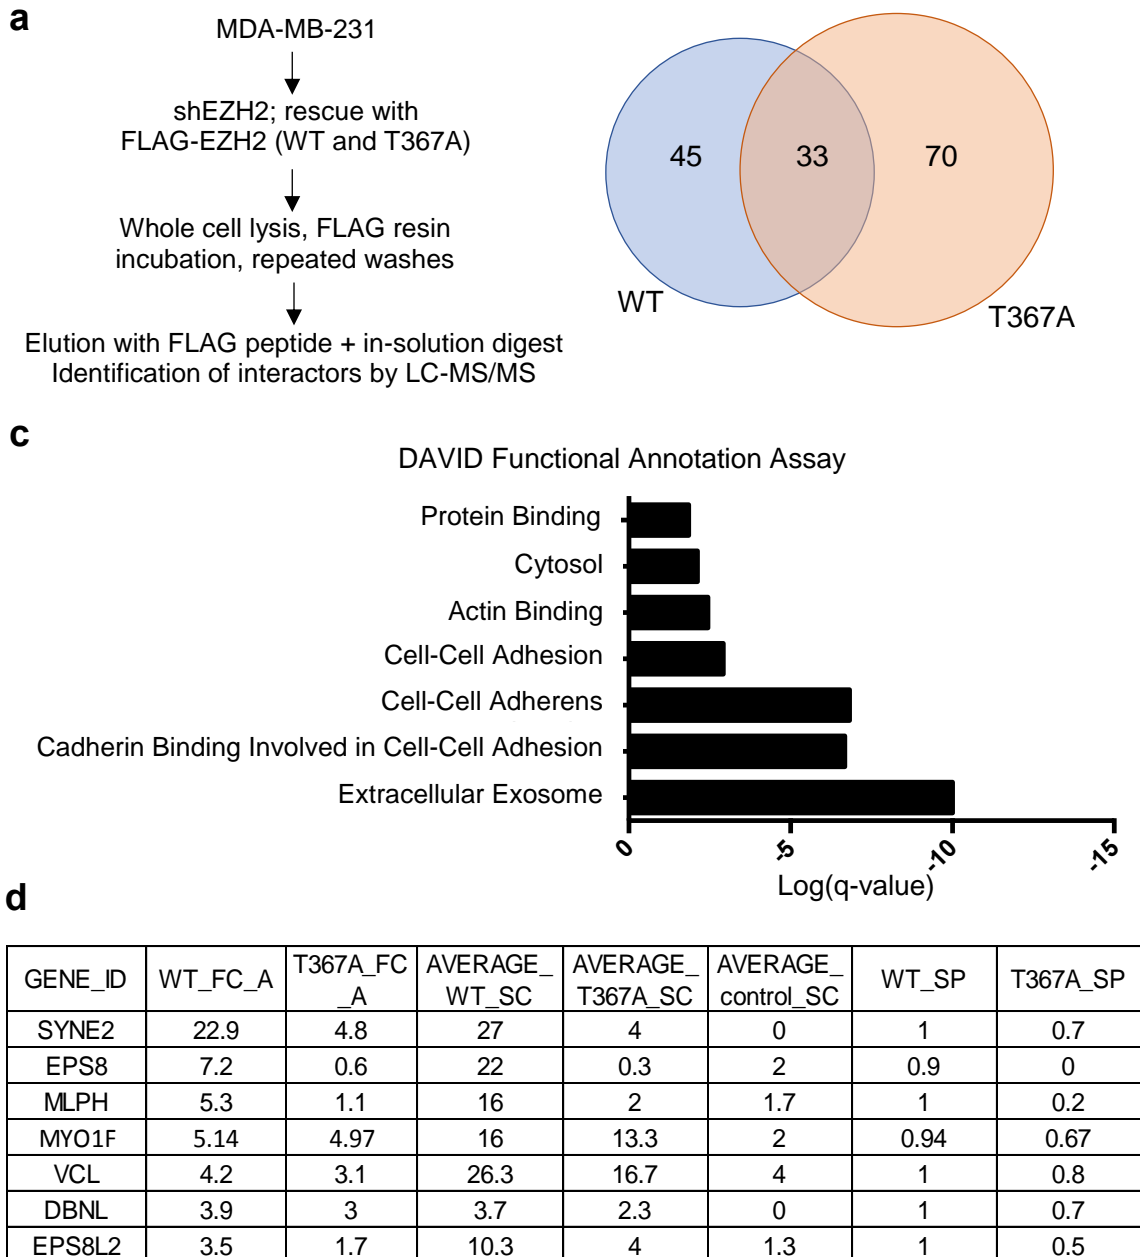 a
MDA-MB-231
shEZH2; rescue with
FLAG-EZH2 (WT and T367A)
Whole cell lysis, FLAG resin
incubation, repeated washes
Elution with FLAG peptide + in-solution digest
Identification of interactors by LC-MS/MS
45 33 70
WT
T367A
c
DAVID Functional Annotation Assay
Protein Binding
Cytosol
Actin Binding
Cell-Cell Adhesion
Cell-Cell Adherens
Cadherin Binding Involved in Cell-Cell Adhesion
Extracellular Exosome
0 -5 -10 -15
Log(q-value)
d
GENE_ID WT_FC_A T367A_FC_A AVERAGE_WT_SC AVERAGE_T367A_SC AVERAGE_control_SC WT_SP T367A_SP
SYNE2 22.9 4.8 27 4 0 1 0.7
EPS8 7.2 0.6 22 0.3 2 0.9 0
MLPH 5.3 1.1 16 2 1.7 1 0.2
MYO1F 5.14 4.97 16 13.3 2 0.94 0.67
VCL 4.2 3.1 26.3 16.7 4 1 0.8
DBNL 3.9 3 3.7 2.3 0 1 0.7
EPS8L2 3.5 1.7 10.3 4 1.3 1 0.5